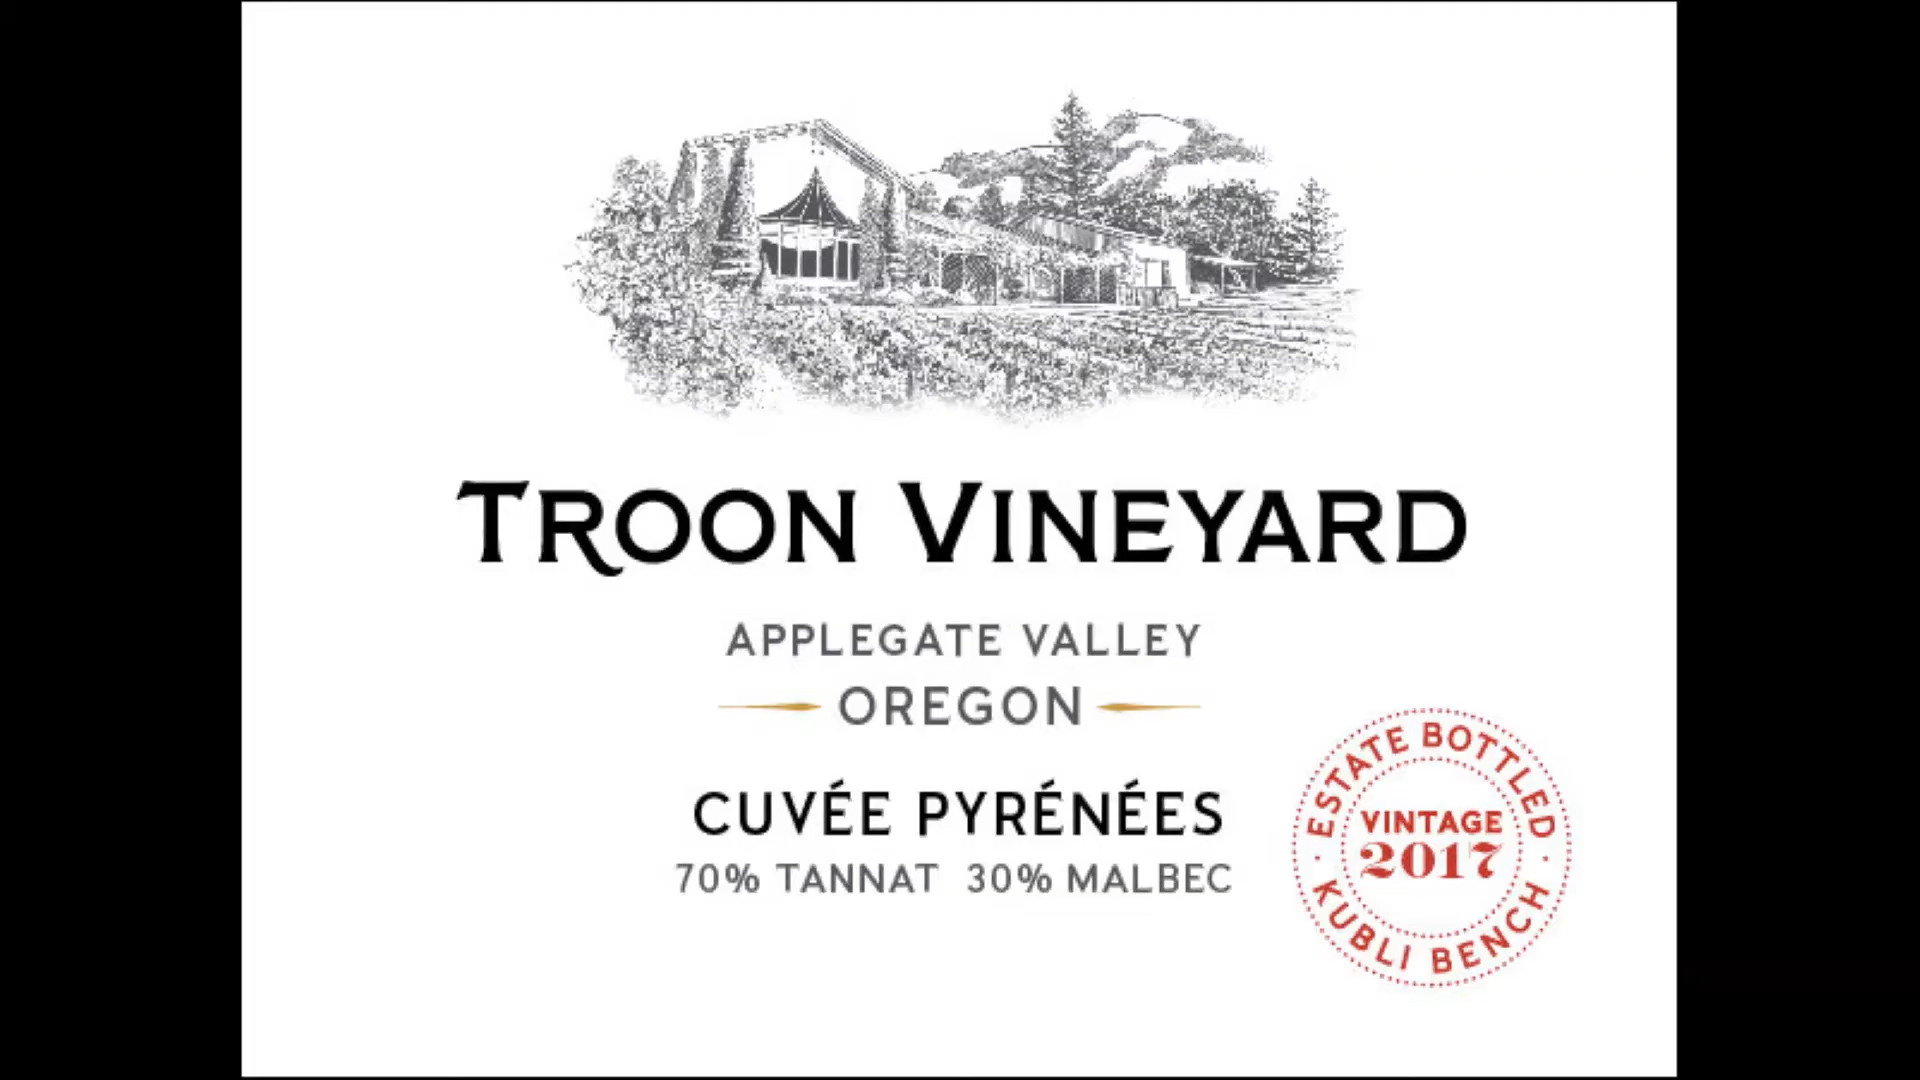 TROON VINEYARD
APPLEGATE VALLEY
OREGON
CUVÉE PYRÉNÉES
70% TANNAT 30% MALBEC
ESTATE BOTTLED
VINTAGE
2017
KUBLI BENCH